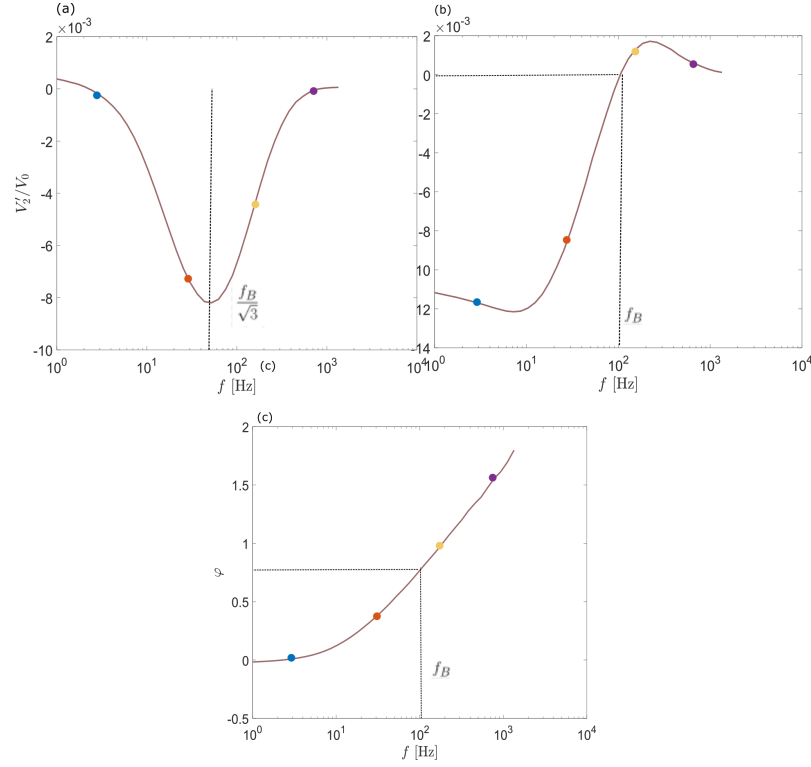 (a)
×10⁻³
2
0
-2
-4
-6
-8
-10
V₂′/V₀
f_B/√3
10⁰ 10¹ 10² (c) 10³ 10⁴
f [Hz]
(b)
×10⁻³
2
0
2
4
6
8
10
12
-14
f_B
10⁰ 10¹ 10² 10³ 10⁴
f [Hz]
(c)
2
1.5
1
0.5
0
-0.5
φ
f_B
10⁰ 10¹ 10² 10³ 10⁴
f [Hz]